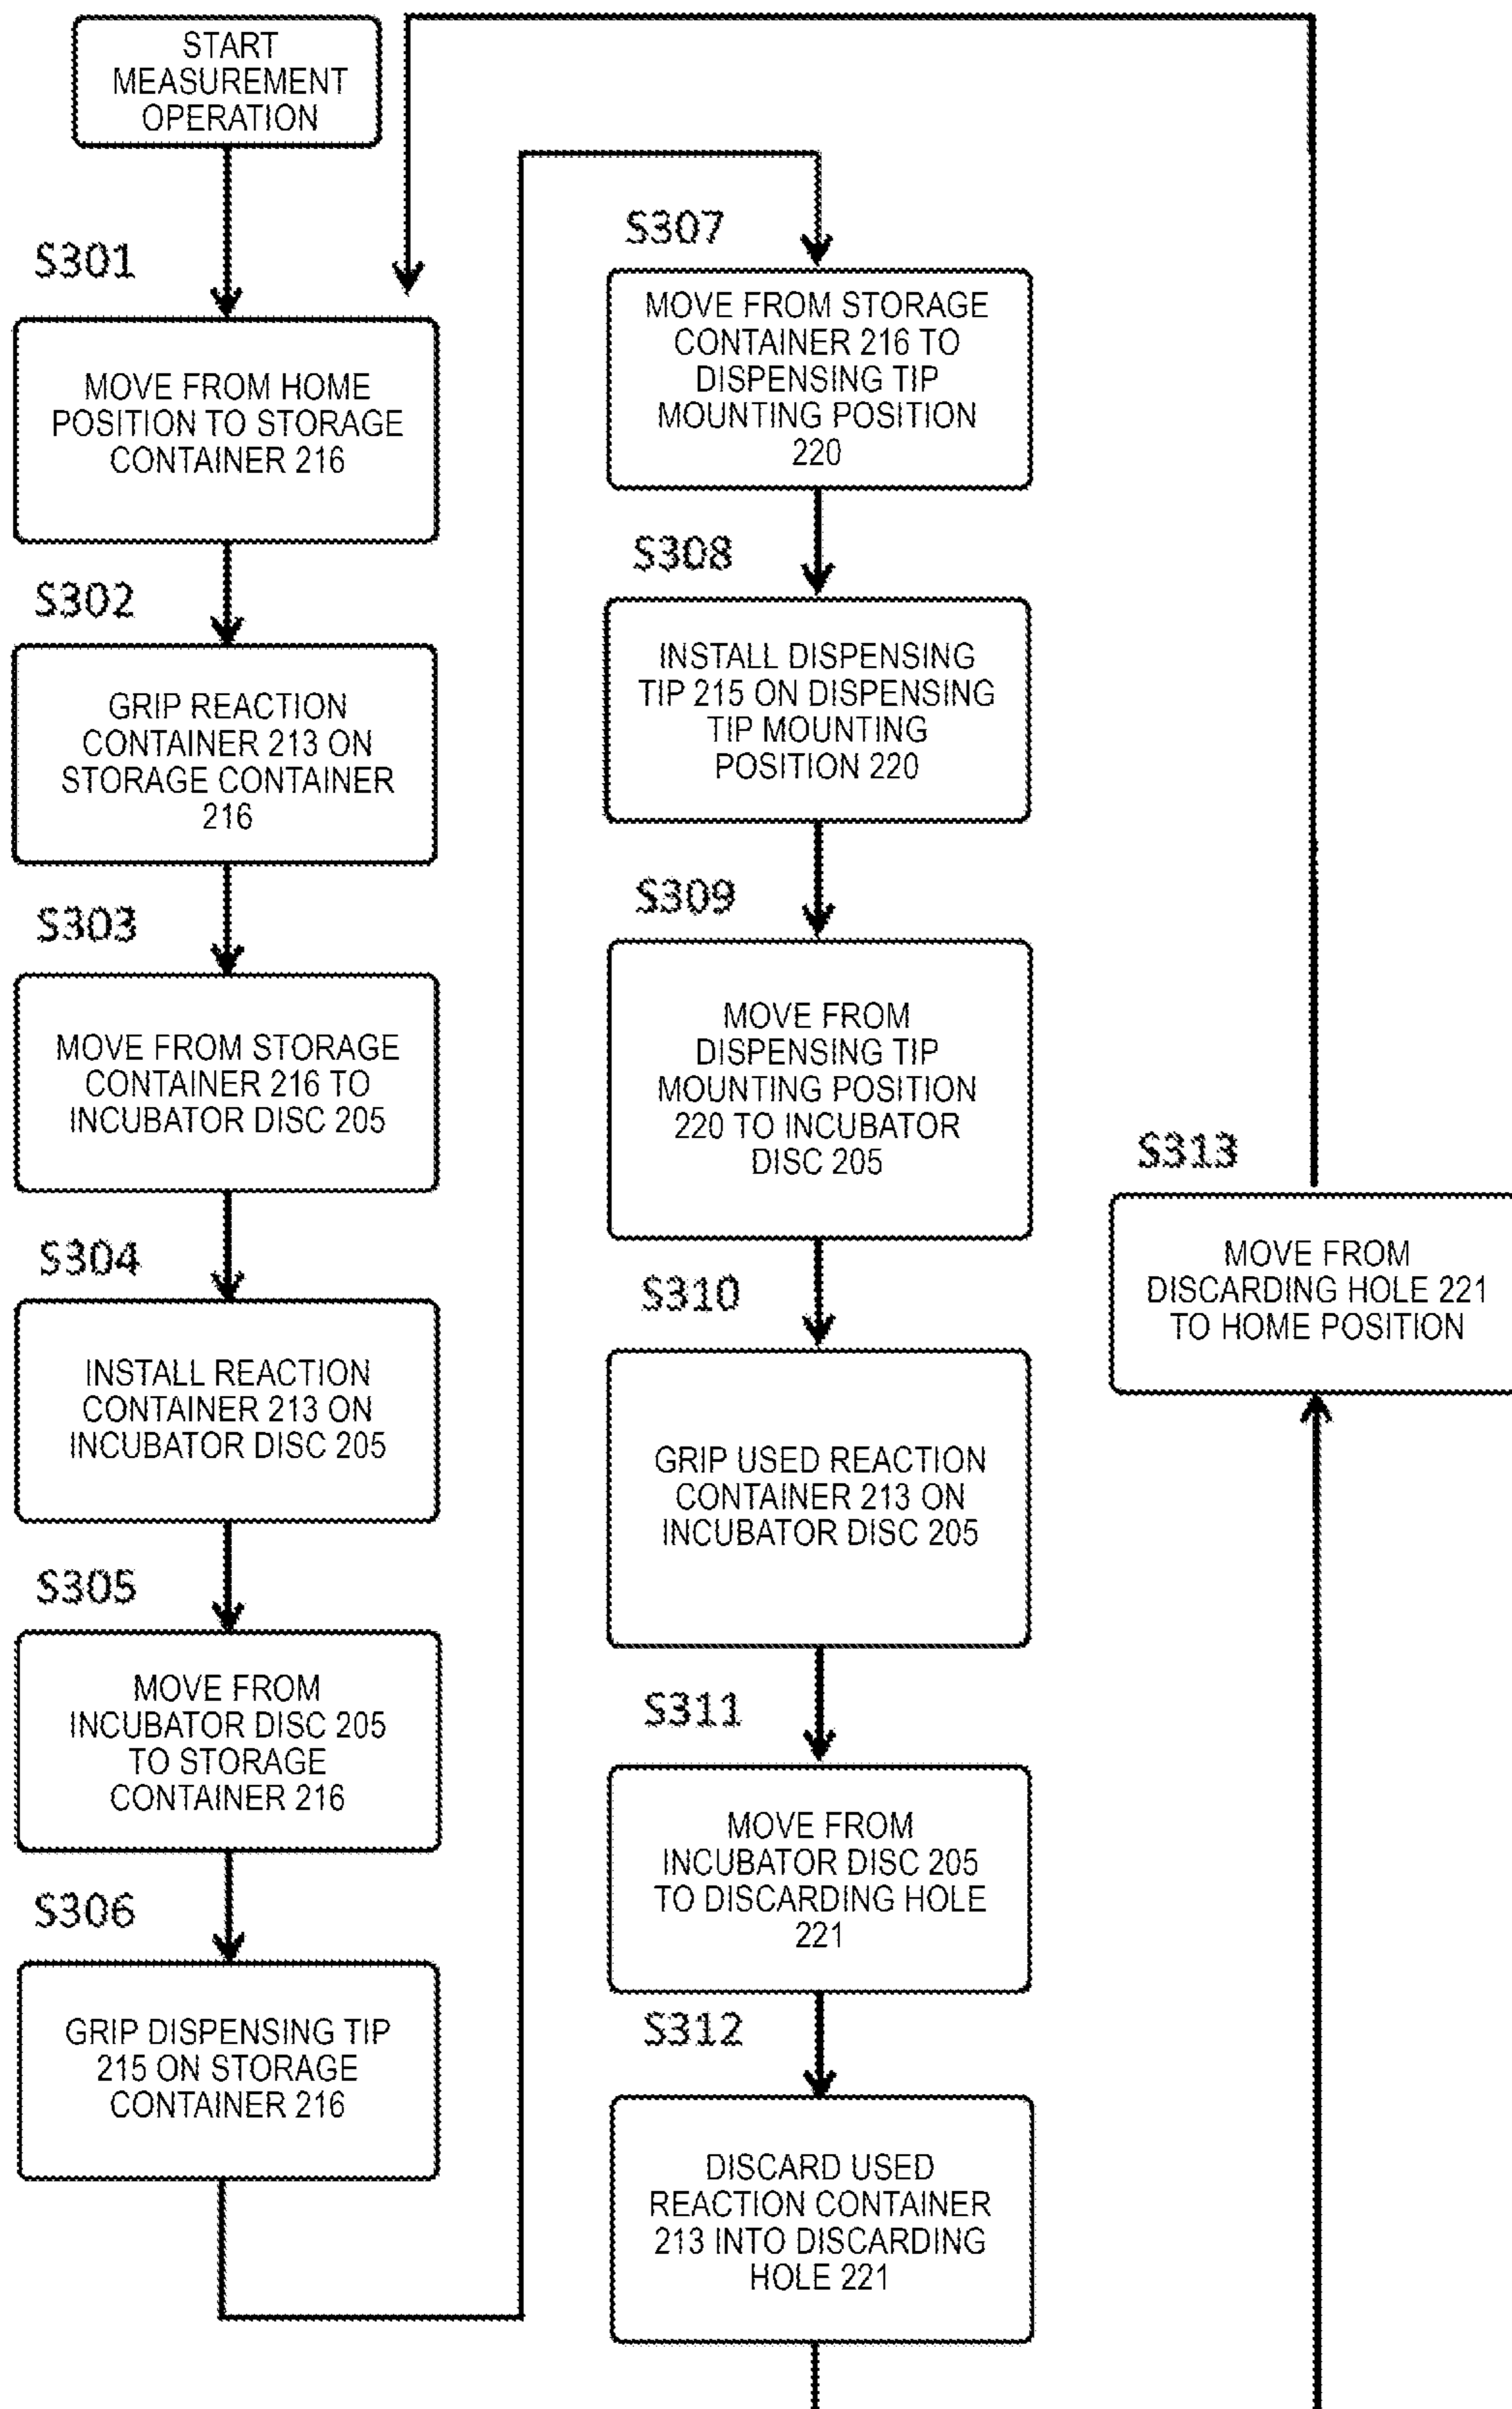 START
MEASUREMENT
OPERATION
S301
MOVE FROM HOME
POSITION TO STORAGE
CONTAINER 216
S302
GRIP REACTION
CONTAINER 213 ON
STORAGE CONTAINER
216
S303
MOVE FROM STORAGE
CONTAINER 216 TO
INCUBATOR DISC 205
S304
INSTALL REACTION
CONTAINER 213 ON
INCUBATOR DISC 205
S305
MOVE FROM
INCUBATOR DISC 205
TO STORAGE
CONTAINER 216
S306
GRIP DISPENSING TIP
215 ON STORAGE
CONTAINER 216
S307
MOVE FROM STORAGE
CONTAINER 216 TO
DISPENSING TIP
MOUNTING POSITION
220
S308
INSTALL DISPENSING
TIP 215 ON DISPENSING
TIP MOUNTING
POSITION 220
S309
MOVE FROM
DISPENSING TIP
MOUNTING POSITION
220 TO INCUBATOR
DISC 205
S310
GRIP USED REACTION
CONTAINER 213 ON
INCUBATOR DISC 205
S311
MOVE FROM
INCUBATOR DISC 205
TO DISCARDING HOLE
221
S312
DISCARD USED
REACTION CONTAINER
213 INTO DISCARDING
HOLE 221
S313
MOVE FROM
DISCARDING HOLE 221
TO HOME POSITION